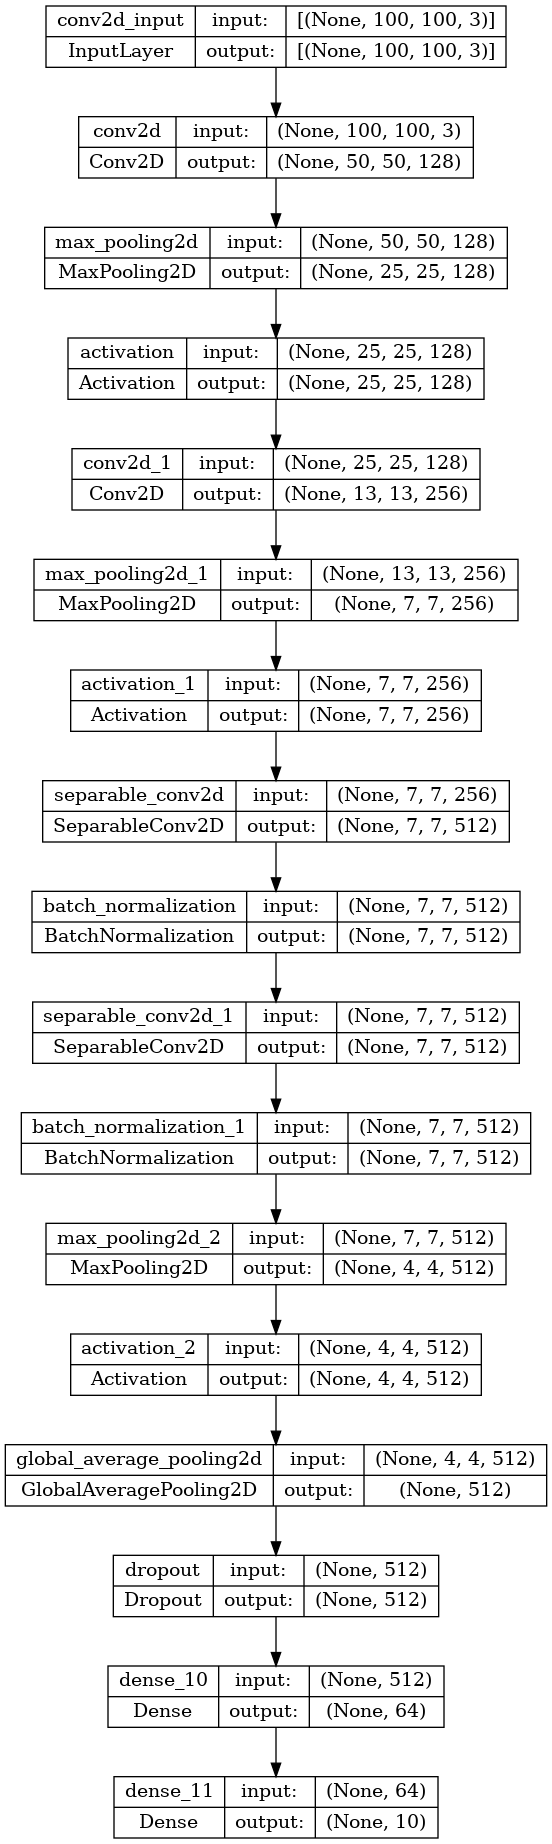 conv2d_input input: [(None, 100, 100, 3)]
InputLayer output: [(None, 100, 100, 3)]
conv2d input: (None, 100, 100, 3)
Conv2D output: (None, 50, 50, 128)
max_pooling2d input: (None, 50, 50, 128)
MaxPooling2D output: (None, 25, 25, 128)
activation input: (None, 25, 25, 128)
Activation output: (None, 25, 25, 128)
conv2d_1 input: (None, 25, 25, 128)
Conv2D output: (None, 13, 13, 256)
max_pooling2d_1 input: (None, 13, 13, 256)
MaxPooling2D output: (None, 7, 7, 256)
activation_1 input: (None, 7, 7, 256)
Activation output: (None, 7, 7, 256)
separable_conv2d input: (None, 7, 7, 256)
SeparableConv2D output: (None, 7, 7, 512)
batch_normalization input: (None, 7, 7, 512)
BatchNormalization output: (None, 7, 7, 512)
separable_conv2d_1 input: (None, 7, 7, 512)
SeparableConv2D output: (None, 7, 7, 512)
batch_normalization_1 input: (None, 7, 7, 512)
BatchNormalization output: (None, 7, 7, 512)
max_pooling2d_2 input: (None, 7, 7, 512)
MaxPooling2D output: (None, 4, 4, 512)
activation_2 input: (None, 4, 4, 512)
Activation output: (None, 4, 4, 512)
global_average_pooling2d input: (None, 4, 4, 512)
GlobalAveragePooling2D output: (None, 512)
dropout input: (None, 512)
Dropout output: (None, 512)
dense_10 input: (None, 512)
Dense output: (None, 64)
dense_11 input: (None, 64)
Dense output: (None, 10)